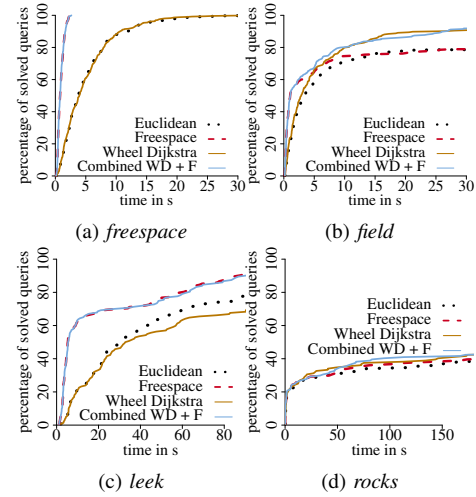 percentage of solved queries
0 20 40 60 80 100
Euclidean
Freespace
Wheel Dijkstra
Combined WD + F
0 5 10 15 20 25 30
time in s
(a) freespace
percentage of solved queries
0 20 40 60 80 100
Euclidean
Freespace
Wheel Dijkstra
Combined WD + F
0 5 10 15 20 25 30
time in s
(b) field
percentage of solved queries
0 20 40 60 80 100
Euclidean
Freespace
Wheel Dijkstra
Combined WD + F
0 20 40 60 80
time in s
(c) leek
percentage of solved queries
0 20 40 60 80 100
Euclidean
Freespace
Wheel Dijkstra
Combined WD + F
0 50 100 150
time in s
(d) rocks